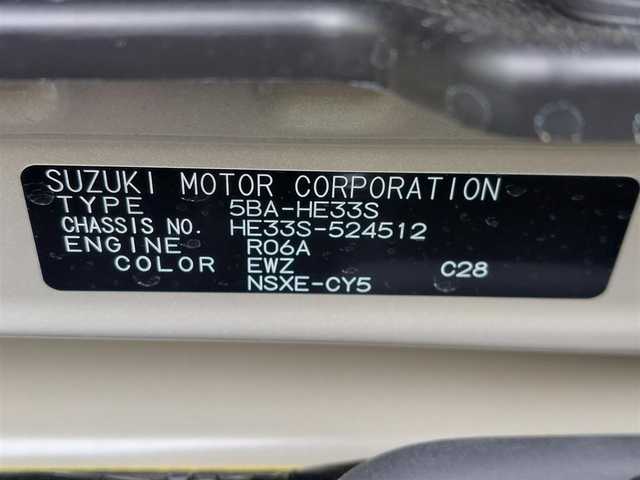 SUZUKI MOTOR CORPORATION
TYPE 5BA-HE33S
CHASSIS NO. HE33S-524512
ENGINE R06A
COLOR EWZ C28
NSXE-CY5